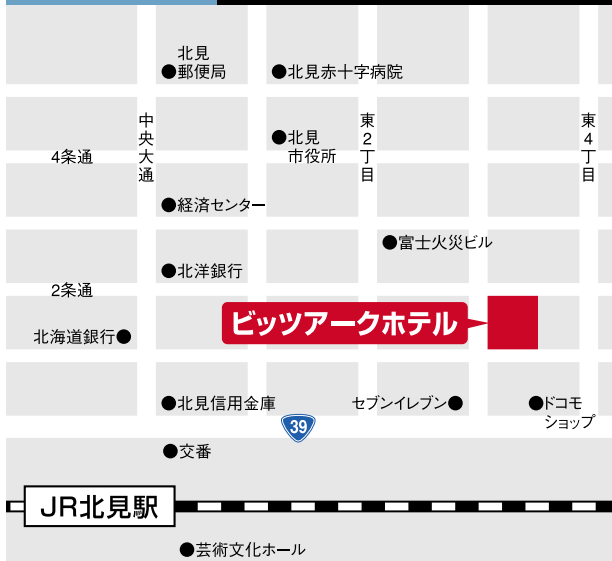 北見
●郵便局
●北見赤十字病院
中央大通
東2丁目
東4丁目
●北見
市役所
4条通
●経済センター
●富士火災ビル
●北洋銀行
2条通
ビッツアークホテル
北海道銀行●
●北見信用金庫
セブンイレブン●
●ドコモ
ショップ
39
●交番
JR北見駅
●芸術文化ホール